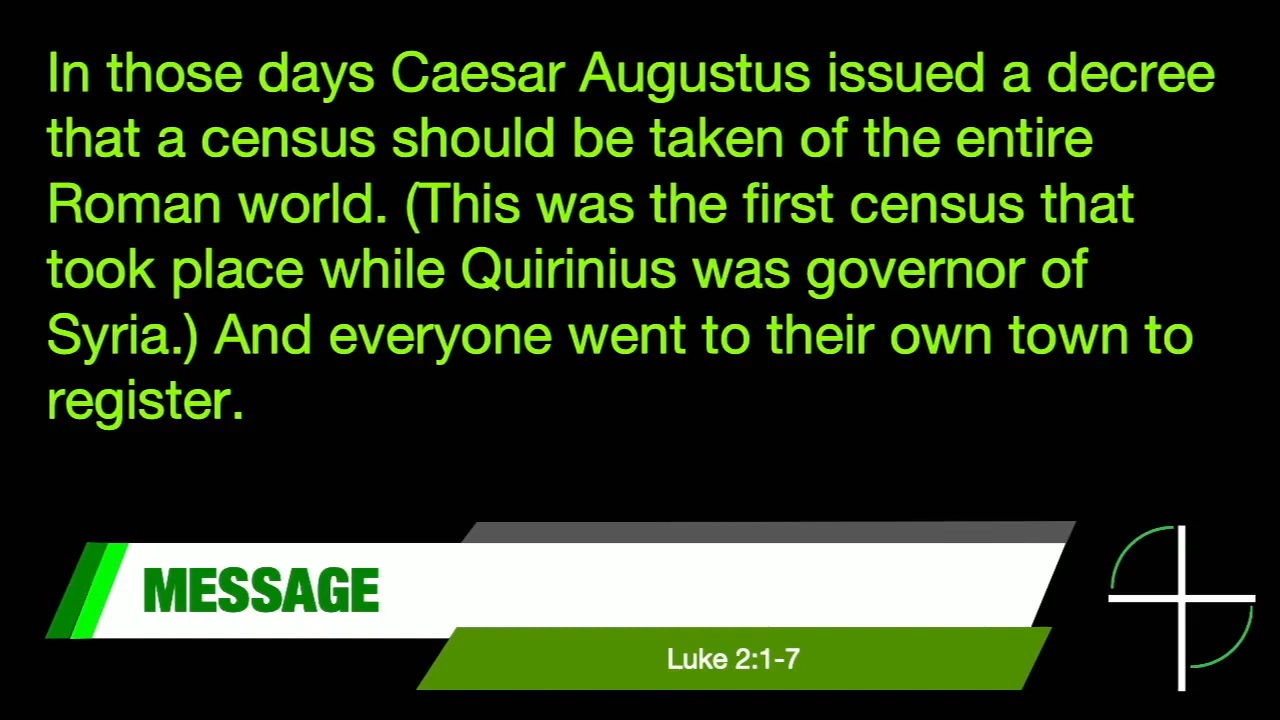 In those days Caesar Augustus issued a decree
that a census should be taken of the entire
Roman world. (This was the first census that
took place while Quirinius was governor of
Syria.) And everyone went to their own town to
register.
MESSAGE
Luke 2:1-7